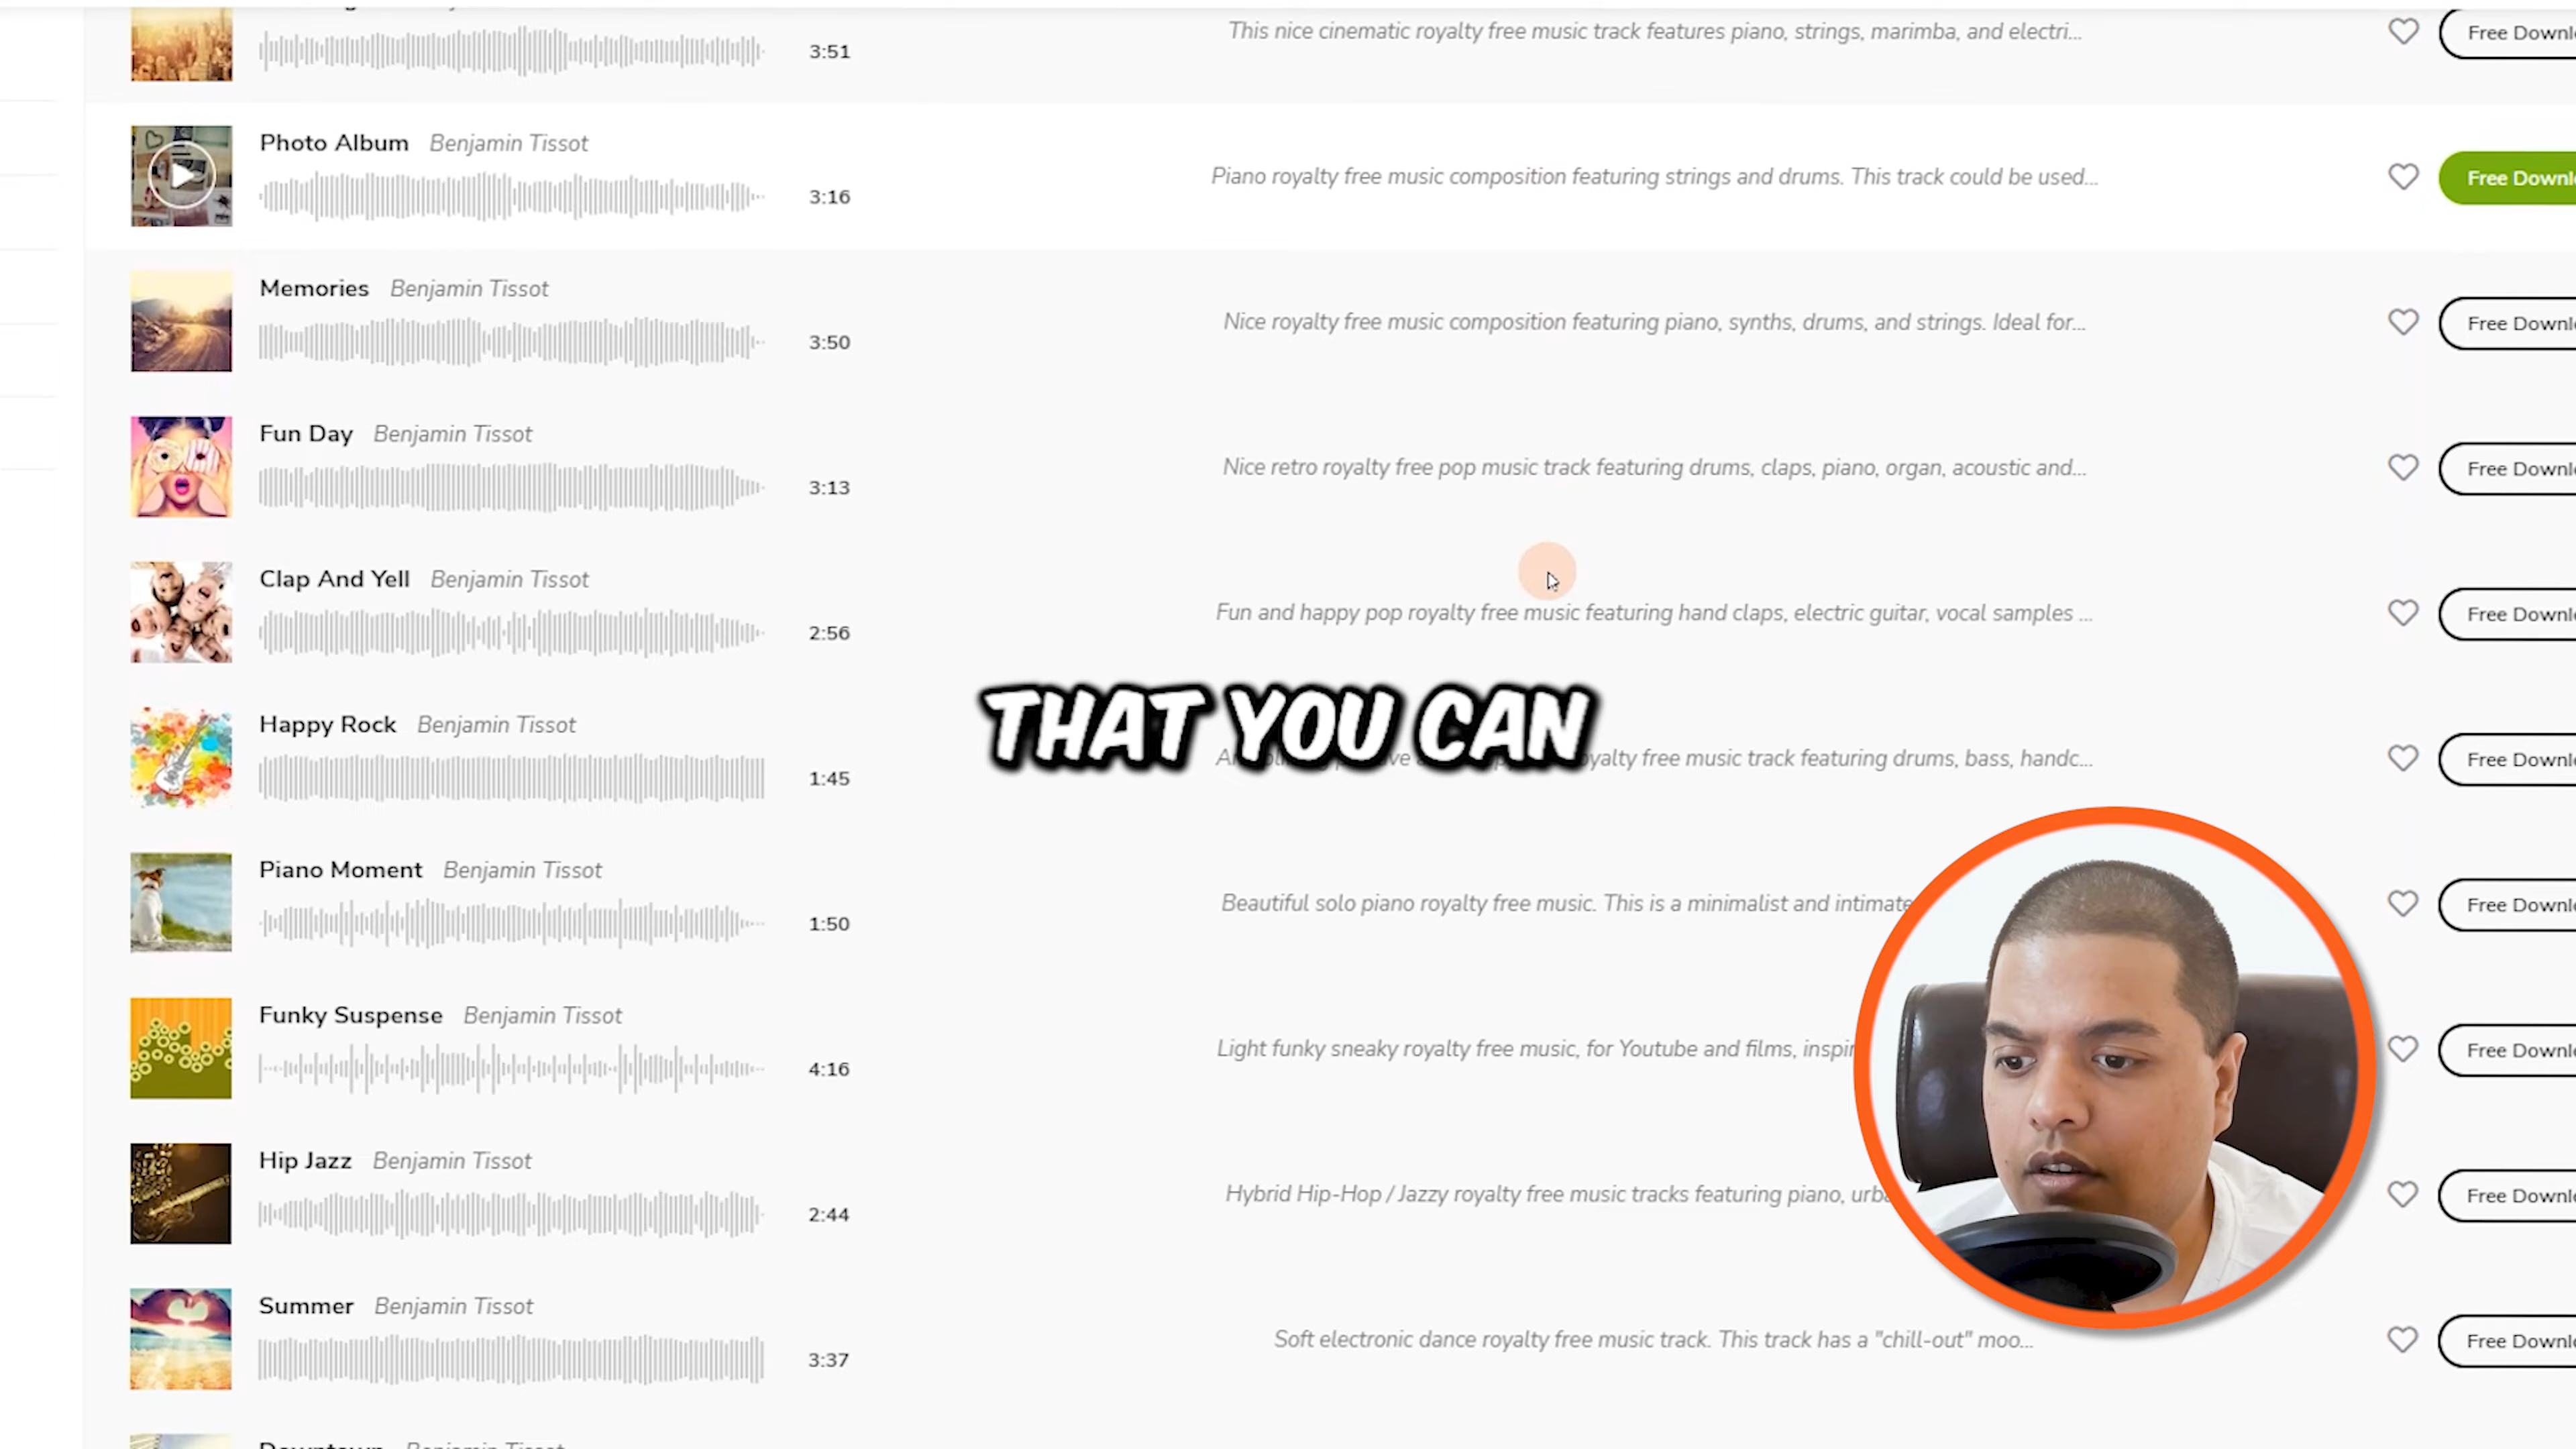 3:51
This nice cinematic royalty free music track features piano, strings, marimba, and electri...
Free Downl
Photo Album Benjamin Tissot
3:16
Piano royalty free music composition featuring strings and drums. This track could be used...
Free Downl
Memories Benjamin Tissot
3:50
Nice royalty free music composition featuring piano, synths, drums, and strings. Ideal for...
Free Downl
Fun Day Benjamin Tissot
3:13
Nice retro royalty free pop music track featuring drums, claps, piano, organ, acoustic and...
Free Downl
Clap And Yell Benjamin Tissot
2:56
Fun and happy pop royalty free music featuring hand claps, electric guitar, vocal samples ...
Free Downl
THAT YOU CAN
Happy Rock Benjamin Tissot
1:45
royalty free music track featuring drums, bass, handc...
Free Downl
Piano Moment Benjamin Tissot
1:50
Beautiful solo piano royalty free music. This is a minimalist and intimate
Free Downl
Funky Suspense Benjamin Tissot
4:16
Light funky sneaky royalty free music, for Youtube and films, inspir
Free Downl
Hip Jazz Benjamin Tissot
2:44
Hybrid Hip-Hop / Jazzy royalty free music tracks featuring piano, urb
Free Downl
Summer Benjamin Tissot
3:37
Soft electronic dance royalty free music track. This track has a "chill-out" moo...
Free Downl
Downtown Benjamin Tissot